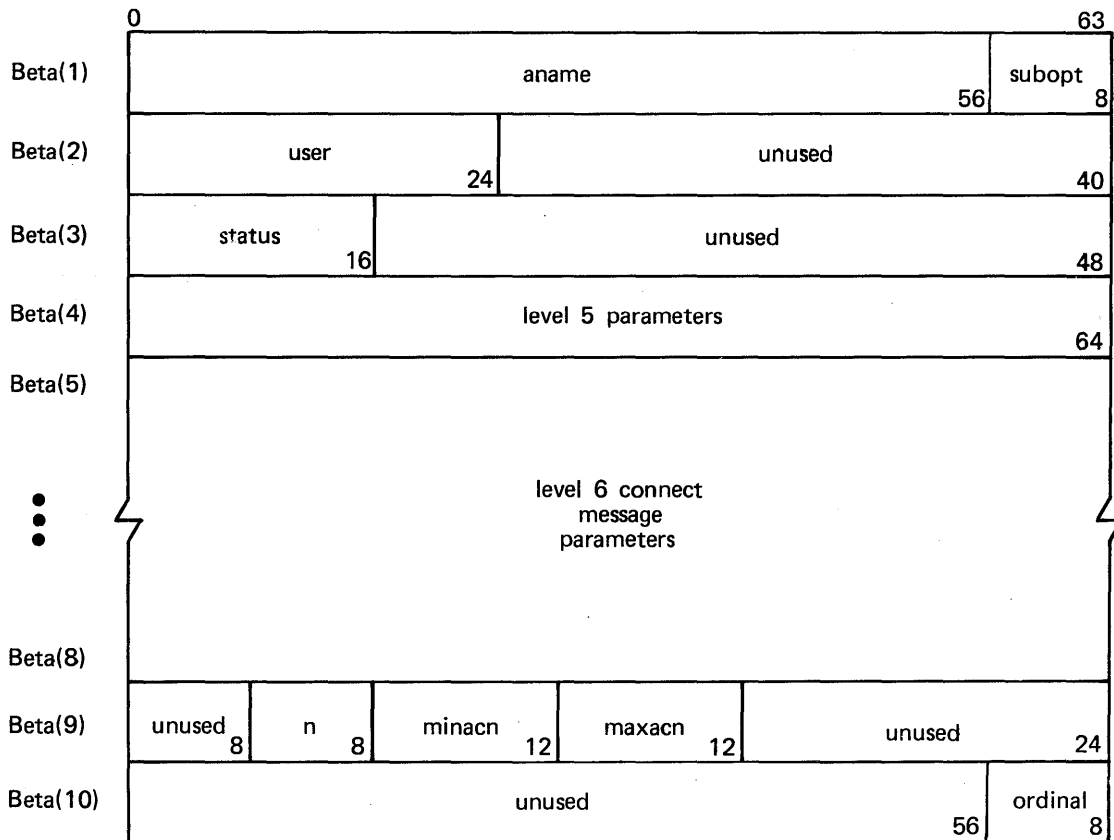 0 63
Beta(1) aname 56 subopt 8
Beta(2) user 24 unused 40
Beta(3) status 16 unused 48
Beta(4) level 5 parameters 64
Beta(5)
level 6 connect
message
parameters
Beta(8)
Beta(9) unused 8 n 8 minacn 12 maxacn 12 unused 24
Beta(10) unused 56 ordinal 8